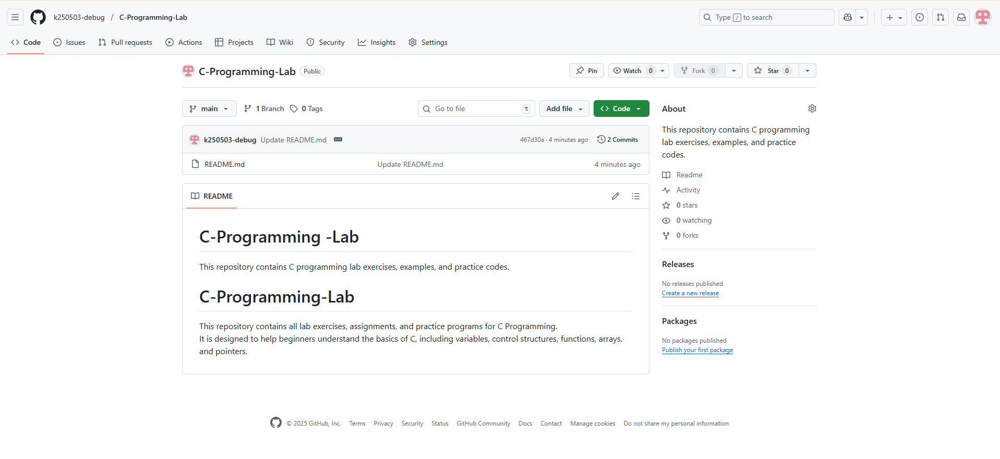 k250503-debug / C-Programming-Lab
Type / to search
Code Issues Pull requests Actions Projects Wiki Security Insights Settings
C-Programming-Lab Public
Pin Watch 0 Fork 0 Star 0
main 1 Branch 0 Tags
Go to file t Add file Code
k250503-debug Update README.md 467d30a · 4 minutes ago 2 Commits
README.md Update README.md 4 minutes ago
README
C-Programming -Lab
This repository contains C programming lab exercises, examples, and practice codes.
C-Programming-Lab
This repository contains all lab exercises, assignments, and practice programs for C Programming.
It is designed to help beginners understand the basics of C, including variables, control structures, functions, arrays,
and pointers.
About
This repository contains C programming
lab exercises, examples, and practice
codes.
Readme
Activity
0 stars
0 watching
0 forks
Releases
No releases published
Create a new release
Packages
No packages published
Publish your first package
© 2025 GitHub, Inc. Terms Privacy Security Status GitHub Community Docs Contact Manage cookies Do not share my personal information